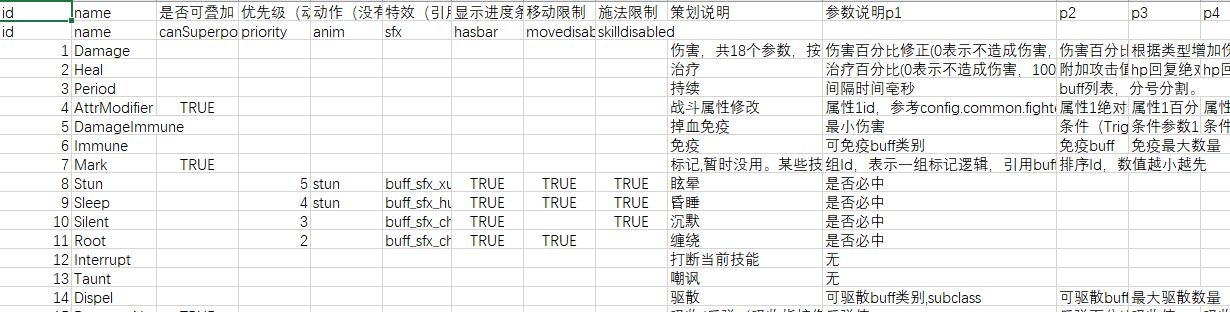 id name 是否可叠加 优先级（动 动作（没有 特效（引用 显示进度条 移动限制 施法限制 策划说明 参数说明p1 p2 p3 p4
id name canSuperpo priority anim sfx hasbar movedisab skilldisabled
1 Damage 伤害，共18个参数，按 伤害百分比修正(0表示不造成伤害， 伤害百分比 根据类型增加伤
2 Heal 治疗 治疗百分比(0表示不造成伤害，100 附加攻击值 hp回复绝对 hp回
3 Period 持续 间隔时间毫秒 buff列表，分号分割。
4 AttrModifier TRUE 战斗属性修改 属性1id，参考config.common.fighte 属性1绝对 属性1百分 属性
5 DamageImmune 掉血免疫 最小伤害 条件（Trig 条件参数1 条件
6 Immune 免疫 可免疫buff类别 免疫buff 免疫最大数量
7 Mark TRUE 标记,暂时没用。某些技 组Id，表示一组标记逻辑，引用buf 排序Id，数值越小越先
8 Stun 5 stun buff_sfx_xu TRUE TRUE TRUE 眩晕 是否必中
9 Sleep 4 stun buff_sfx_hu TRUE TRUE TRUE 昏睡 是否必中
10 Silent 3 buff_sfx_ch TRUE TRUE 沉默 是否必中
11 Root 2 buff_sfx_ch TRUE TRUE 缠绕 是否必中
12 Interrupt 打断当前技能 无
13 Taunt 嘲讽 无
14 Dispel 驱散 可驱散buff类别,subclass 可驱散buff 最大驱散数量